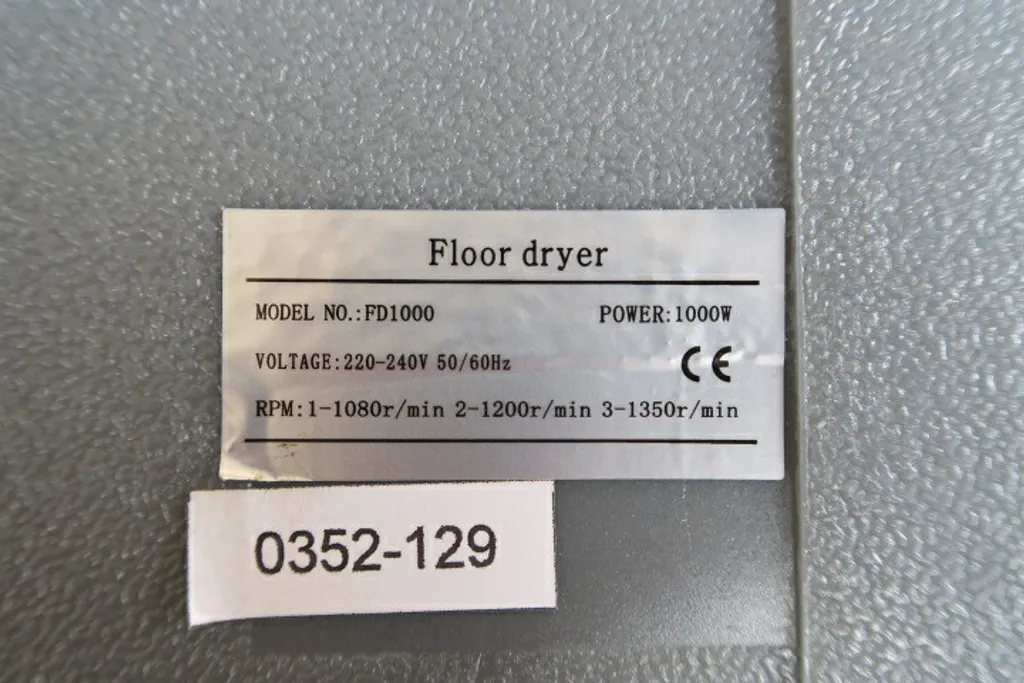 Floor dryer
MODEL NO.:FD1000 POWER:1000W
VOLTAGE:220-240V 50/60Hz CE
RPM:1-1080r/min 2-1200r/min 3-1350r/min
0352-129